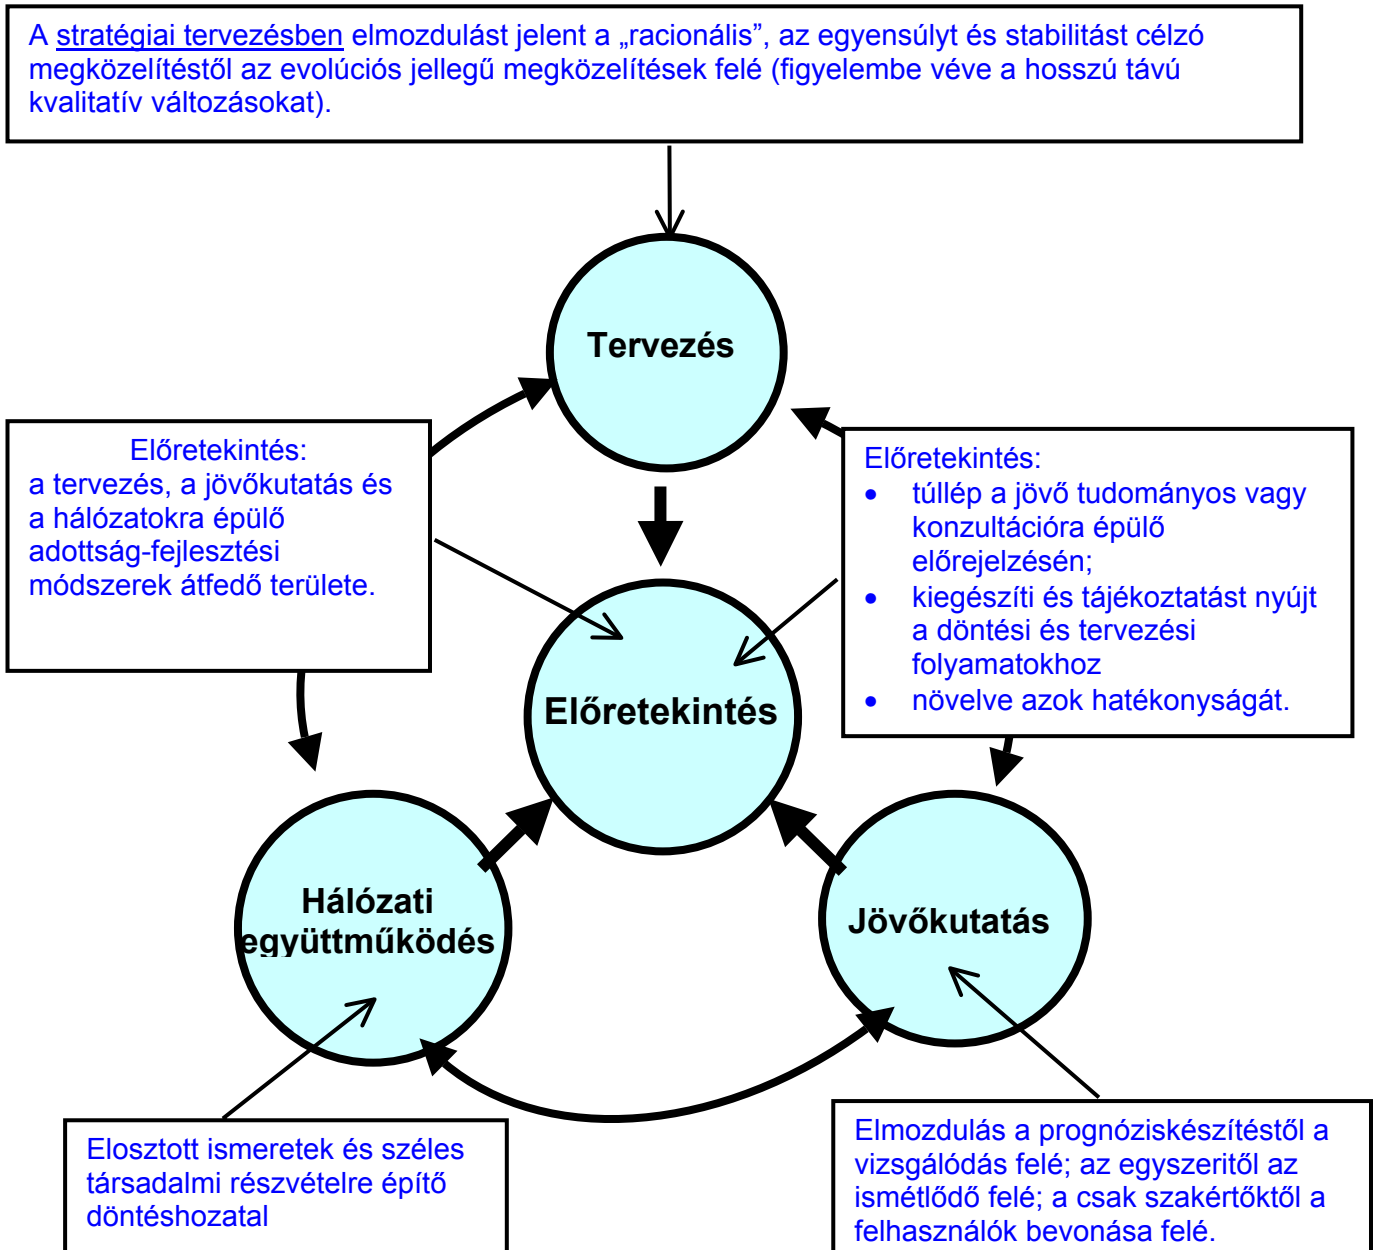 A stratégiai tervezésben elmozdulást jelent a „racionális”, az egyensúlyt és stabilitást célzó
megközelítéstől az evolúciós jellegű megközelítések felé (figyelembe véve a hosszú távú
kvalitatív változásokat).
Tervezés
Előretekintés:
a tervezés, a jövőkutatás és
a hálózatokra épülő
adottság-fejlesztési
módszerek átfedő területe.
Előretekintés:
• túllép a jövő tudományos vagy
konzultációra épülő
előrejelzésén;
• kiegészíti és tájékoztatást nyújt
a döntési és tervezési
folyamatokhoz
• növelve azok hatékonyságát.
Előretekintés
Hálózati
együttműködés
Jövőkutatás
Elosztott ismeretek és széles
társadalmi részvételre építő
döntéshozatal
Elmozdulás a prognóziskészítéstől a
vizsgálódás felé; az egyszeritől az
ismétlődő felé; a csak szakértőktől a
felhasználók bevonása felé.